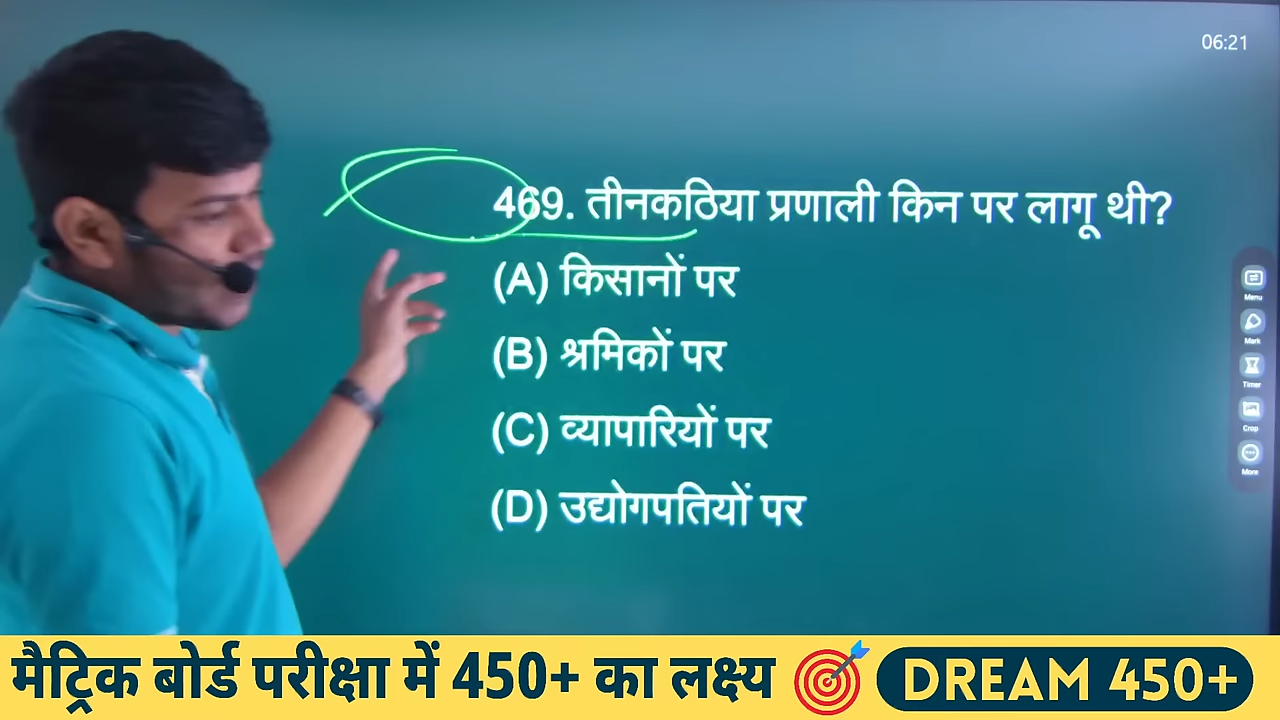 06:21
469. तीनकठिया प्रणाली किन पर लागू थी?
(A) किसानों पर
(B) श्रमिकों पर
(C) व्यापारियों पर
(D) उद्योगपतियों पर
Menu
Mark
Timer
Crop
More
मैट्रिक बोर्ड परीक्षा में 450+ का लक्ष्य DREAM 450+